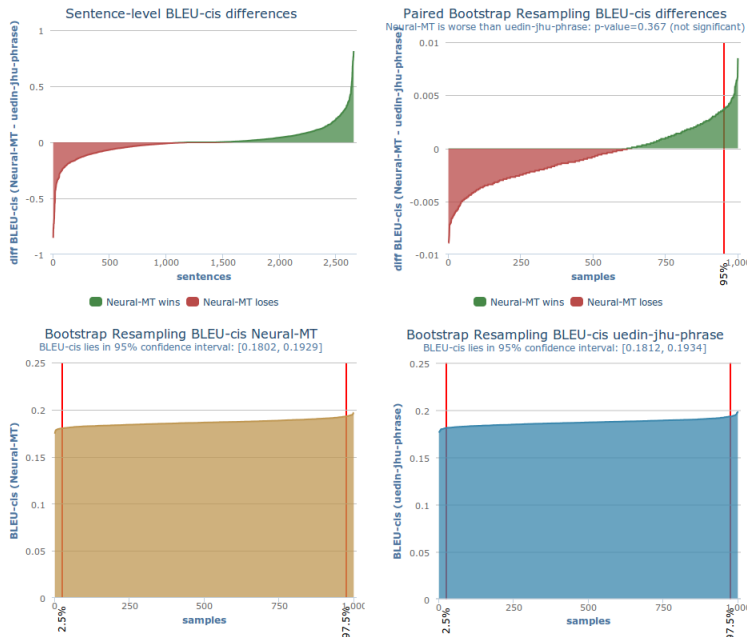 Sentence-level BLEU-cis differences
diff BLEU-cis (Neural-MT - uedin-jhu-phrase)
1
0.5
0
-0.5
-1
0
500
1,000
1,500
2,000
2,500
sentences
Neural-MT wins
Neural-MT loses
Paired Bootstrap Resampling BLEU-cis differences
Neural-MT is worse than uedin-jhu-phrase: p-value=0.367 (not significant)
diff BLEU-cis (Neural-MT - uedin-jhu-phrase)
0.01
0.005
0
-0.005
-0.01
0
250
500
750
1,000
95%
samples
Neural-MT wins
Neural-MT loses
Bootstrap Resampling BLEU-cis Neural-MT
BLEU-cis lies in 95% confidence interval: [0.1802, 0.1929]
BLEU-cis (Neural-MT)
0.25
0.2
0.15
0.1
0.05
0
0
250
500
750
1,000
2.5%
97.5%
samples
Bootstrap Resampling BLEU-cis uedin-jhu-phrase
BLEU-cis lies in 95% confidence interval: [0.1812, 0.1934]
BLEU-cis (uedin-jhu-phrase)
0.25
0.2
0.15
0.1
0.05
0
0
250
500
750
1,000
2.5%
97.5%
samples